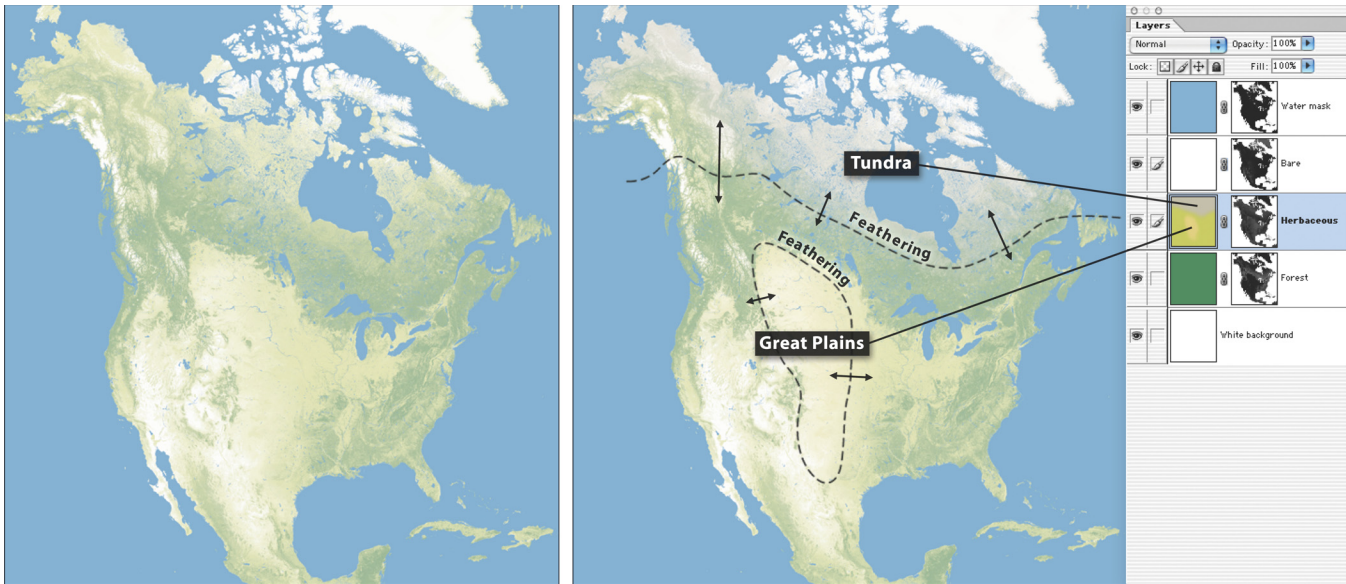 Layers
Normal
Opacity: 100%
Lock:
Fill: 100%
Water mask
Tundra
Bare
Feathering
Herbaceous
Feathering
Forest
Great Plains
White background